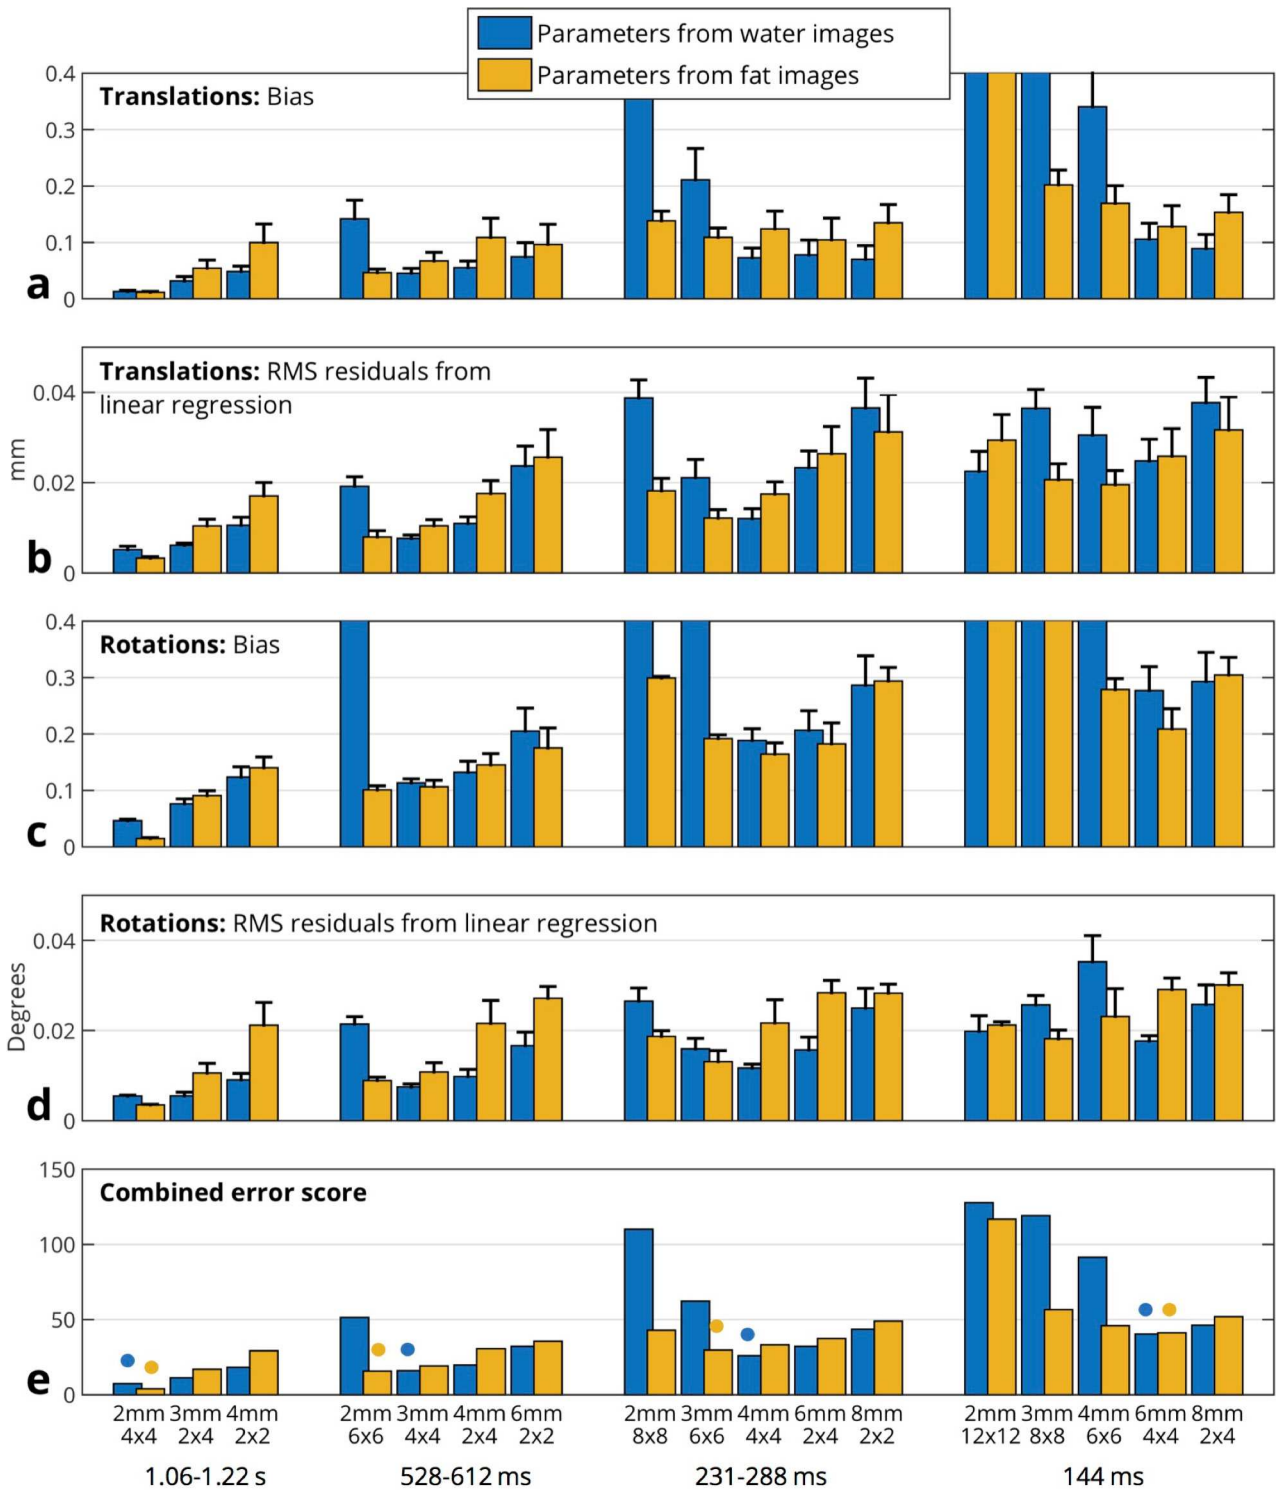 Parameters from water images
Parameters from fat images
Translations: Bias
0.4
0.3
0.2
0.1
0
a
Translations: RMS residuals from
linear regression
0.04
0.02
0
mm
b
Rotations: Bias
0.4
0.3
0.2
0.1
0
c
Rotations: RMS residuals from linear regression
0.04
0.02
0
Degrees
d
Combined error score
150
100
50
0
e
2mm 3mm 4mm 2mm 3mm 4mm 6mm 2mm 3mm 4mm 6mm 8mm 2mm 3mm 4mm 6mm 8mm
4x4 2x4 2x2 6x6 4x4 2x4 2x2 8x8 6x6 4x4 2x4 2x2 12x12 8x8 6x6 4x4 2x4
1.06-1.22 s 528-612 ms 231-288 ms 144 ms